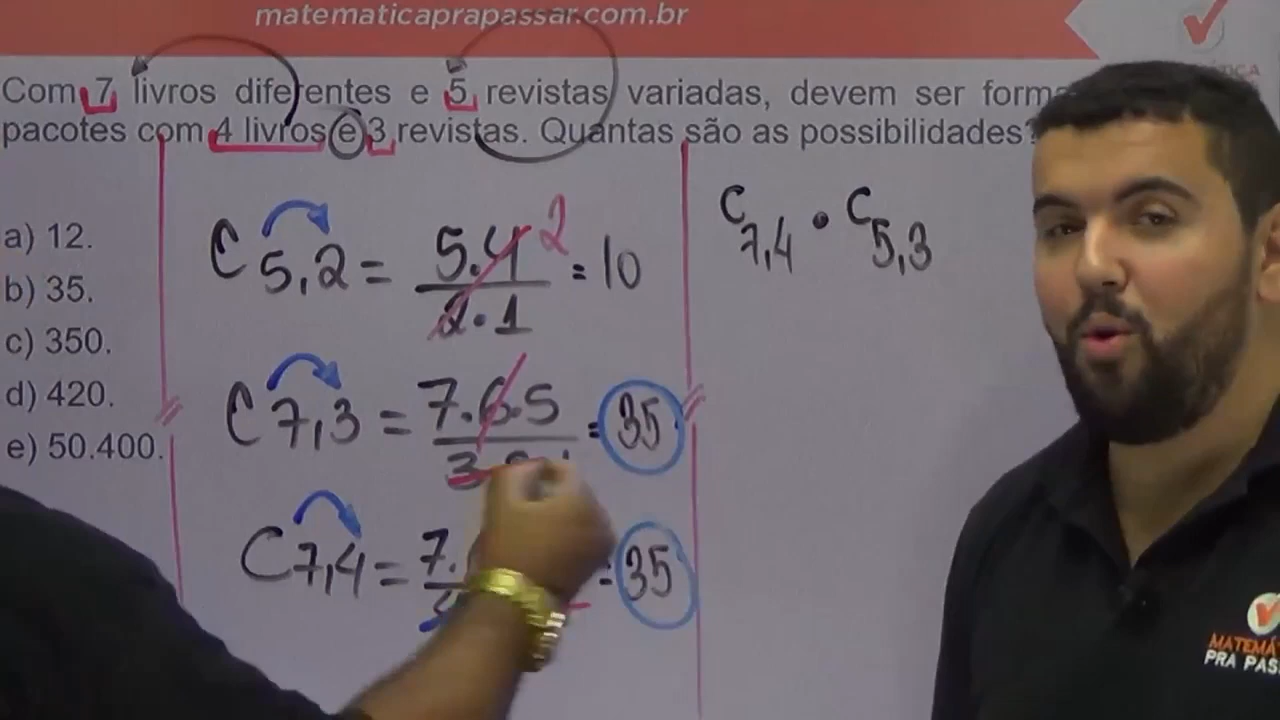 matematicaprapassar.com.br
Com 7 livros diferentes e 5 revistas variadas, devem ser
pacotes com 4 livros e 3 revistas. Quantas são as possibilidades?
a) 12.
b) 35.
c) 350.
d) 420.
e) 50.400.
C 5,2 = 5.4 / 2.1 = 10
2
C 7,3 = 7.6.5 / 3. = 35
C 7,4 = 7. = 35
C 7,4 • C 5,3
PRA PAS